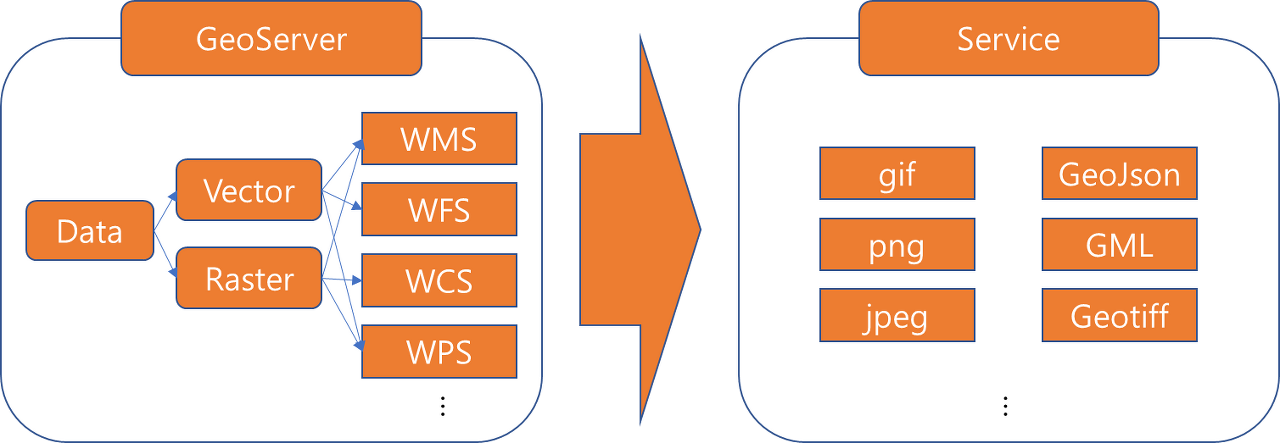 GeoServer
Data
Vector
Raster
WMS
WFS
WCS
WPS
⋮
Service
gif
GeoJson
png
GML
jpeg
Geotiff
⋮